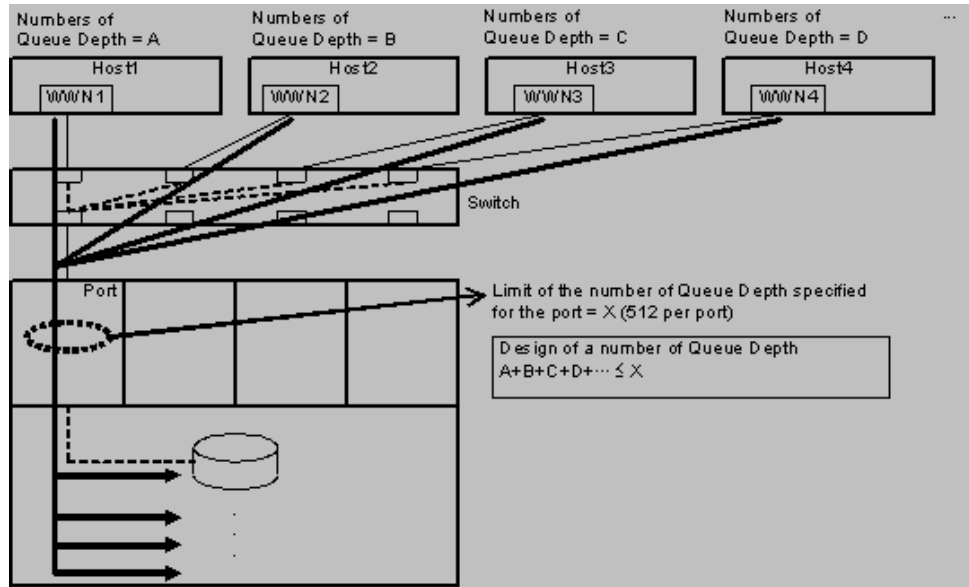 Numbers of
Queue Depth = A
Numbers of
Queue Depth = B
Numbers of
Queue Depth = C
Numbers of
Queue Depth = D
...
Host1
Host2
Host3
Host4
WWN1
WWN2
WWN3
WWN4
Switch
Port
Limit of the number of Queue Depth specified
for the port = X (512 per port)
Design of a number of Queue Depth
A+B+C+D+··· ≤ X